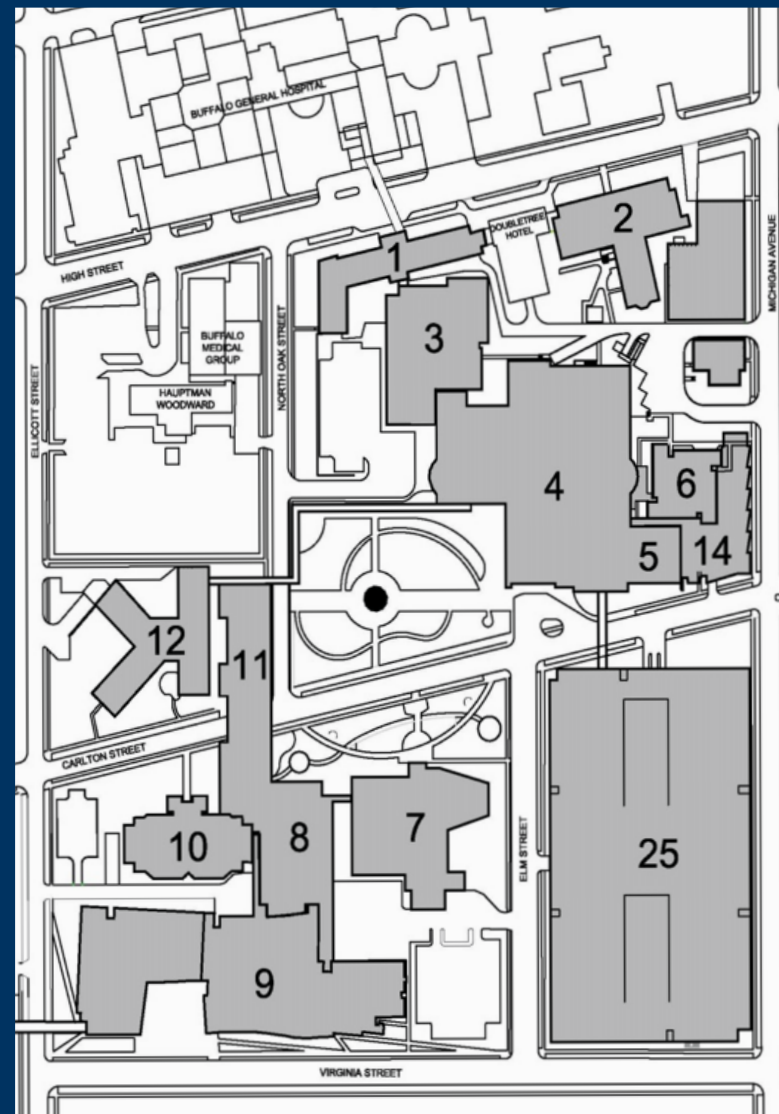 BUFFALO GENERAL HOSPITAL
MICHIGAN AVENUE
2
DOUBLETREE
HOTEL
1
HIGH STREET
NORTH OAK STREET
BUFFALO
MEDICAL
GROUP
3
ELLICOTT STREET
HAUPTMAN
WOODWARD
4
6
5
14
12
11
CARLTON STREET
7
10
8
ELM STREET
25
9
VIRGINIA STREET